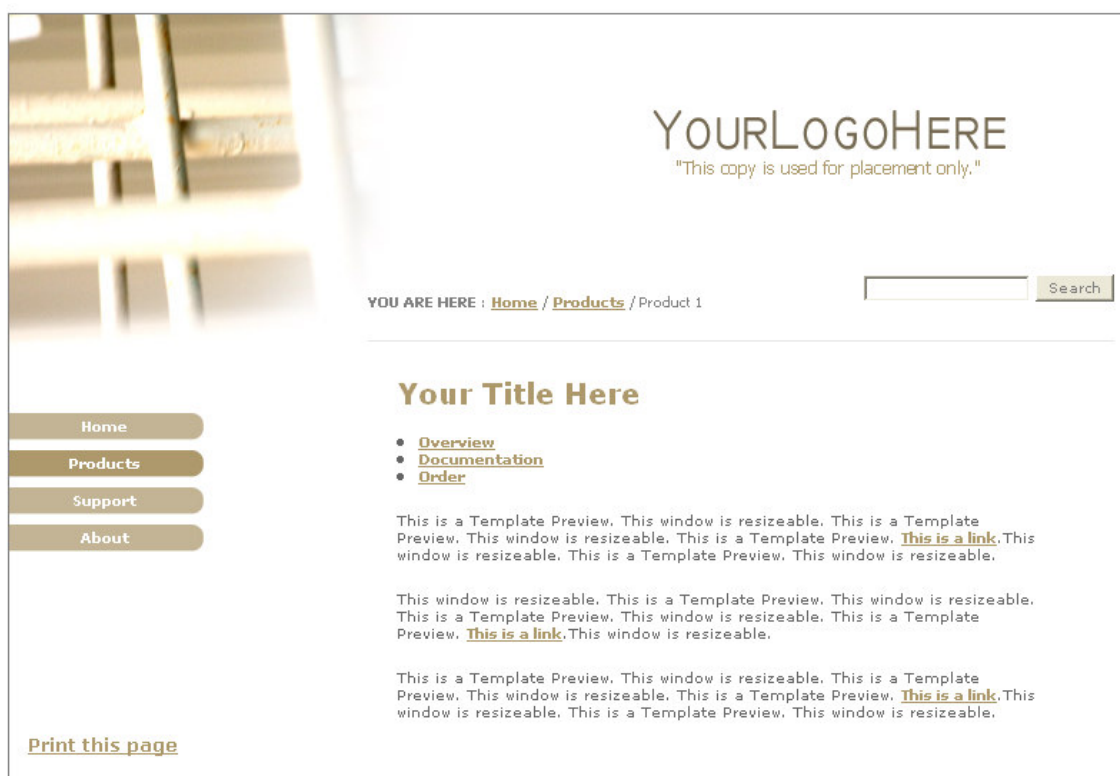 YourLogoHere
"This copy is used for placement only."
Search
YOU ARE HERE : Home / Products / Product 1
Your Title Here
Home
Products
Support
About
• Overview
• Documentation
• Order
This is a Template Preview. This window is resizeable. This is a Template
Preview. This window is resizeable. This is a Template Preview. This is a link.This
window is resizeable. This is a Template Preview. This window is resizeable.
This window is resizeable. This is a Template Preview. This window is resizeable.
This is a Template Preview. This window is resizeable. This is a Template
Preview. This is a link.This window is resizeable.
This is a Template Preview. This window is resizeable. This is a Template
Preview. This window is resizeable. This is a Template Preview. This is a link.This
window is resizeable. This is a Template Preview. This window is resizeable.
Print this page